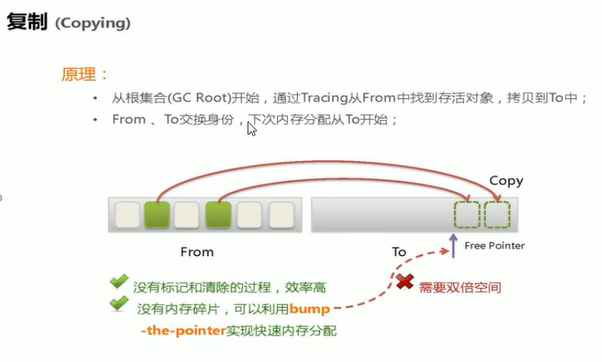 复制 (Copying)
原理：
• 从根集合(GC Root)开始，通过Tracing从From中找到存活对象，拷贝到To中；
• From 、To交换身份，下次内存分配从To开始；
Copy
From
To
Free Pointer
没有标记和清除的过程，效率高
需要双倍空间
没有内存碎片，可以利用bump
-the-pointer实现快速内存分配